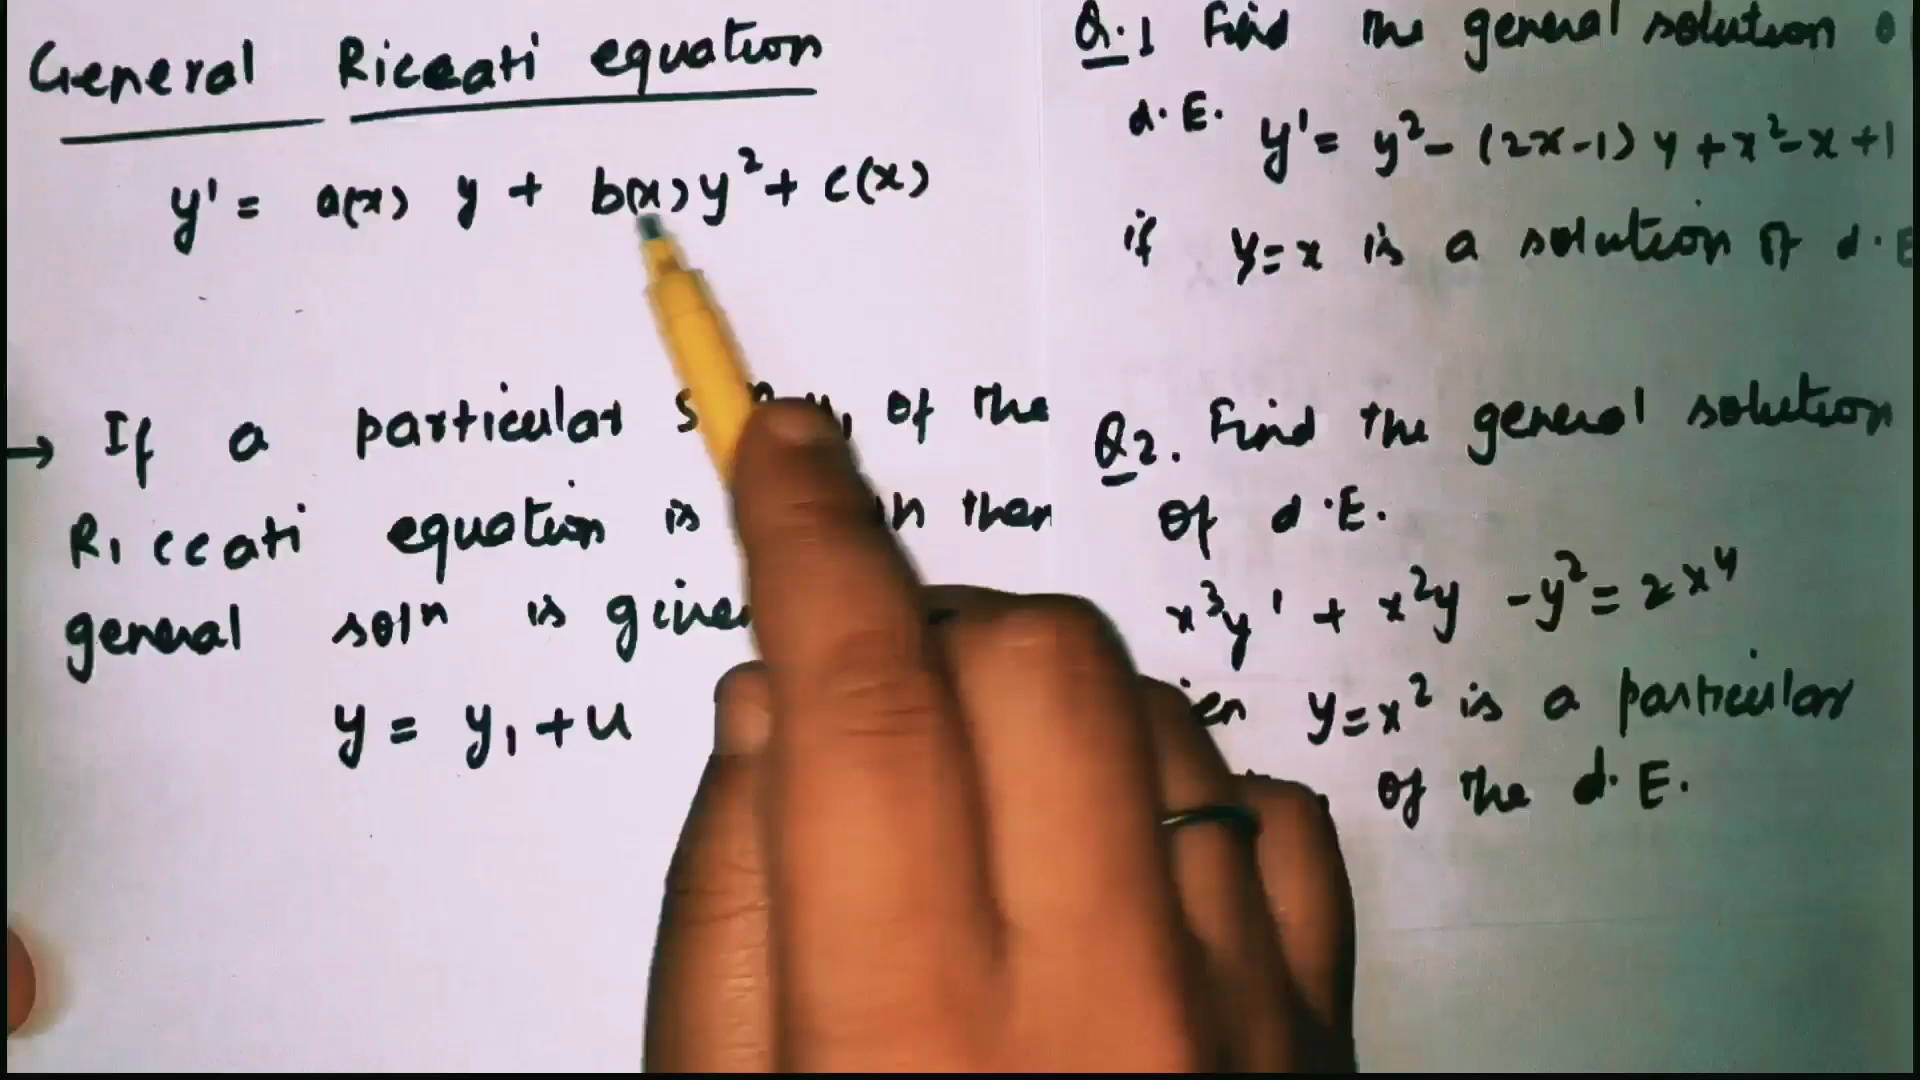 General Riccati equation
y' = a(x) y + b(x) y² + c(x)
→ If a particular of the
Riccati equation is then
general solⁿ is given
y = y₁ + u
Q.1 Find the general solution
d.E. y' = y² - (2x-1) y + x² - x + 1
if y = x is a solution of d.E
Q2. Find the general solution
of d.E.
x³y' + x²y - y² = 2x⁴
y = x² is a particular
of the d.E.